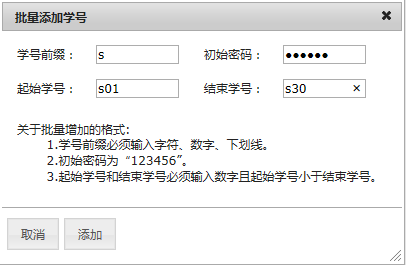 批量添加学号 ✖
学号前缀： s 初始密码： ●●●●●●
起始学号： s01 结束学号： s30 ×
关于批量增加的格式:
1.学号前缀必须输入字符、数字、下划线。
2.初始密码为“123456”。
3.起始学号和结束学号必须输入数字且起始学号小于结束学号。
取消 添加